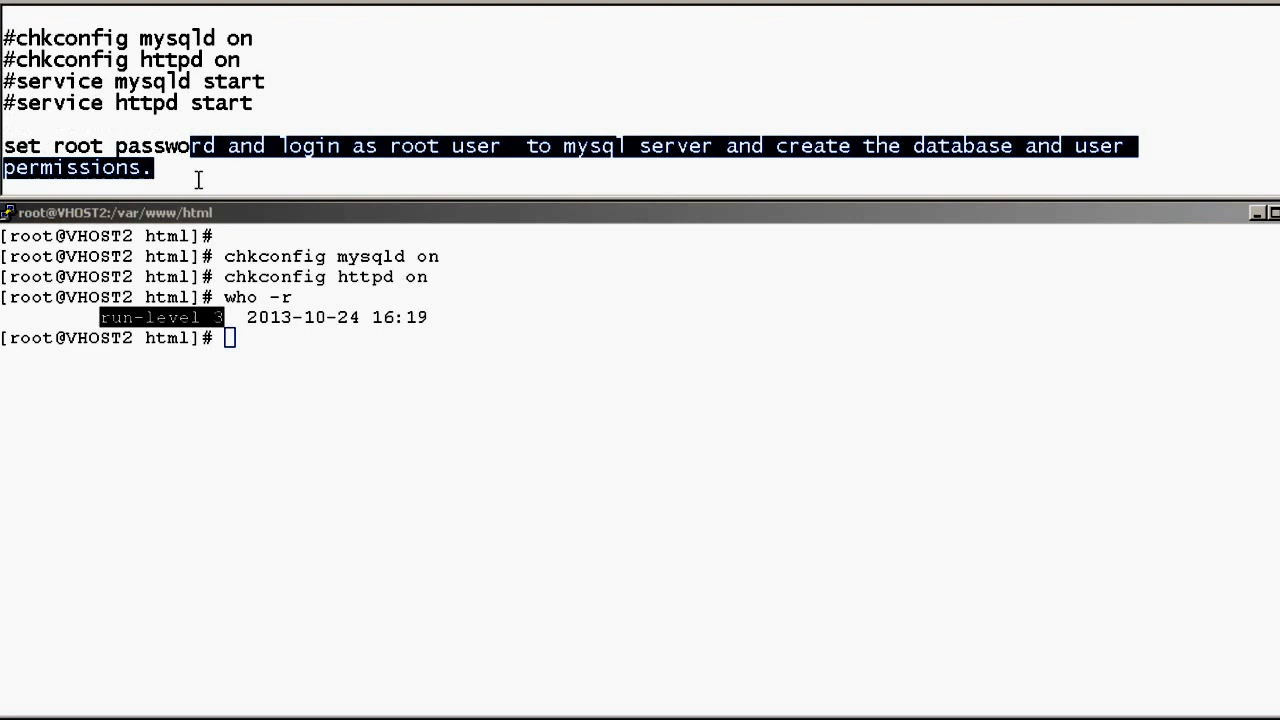 #chkconfig mysqld on
#chkconfig httpd on
#service mysqld start
#service httpd start
set root password and login as root user  to mysql server and create the database and user
permissions.
root@VHOST2:/var/www/html
[root@VHOST2 html]#
[root@VHOST2 html]# chkconfig mysqld on
[root@VHOST2 html]# chkconfig httpd on
[root@VHOST2 html]# who -r
run-level 3  2013-10-24 16:19
[root@VHOST2 html]#